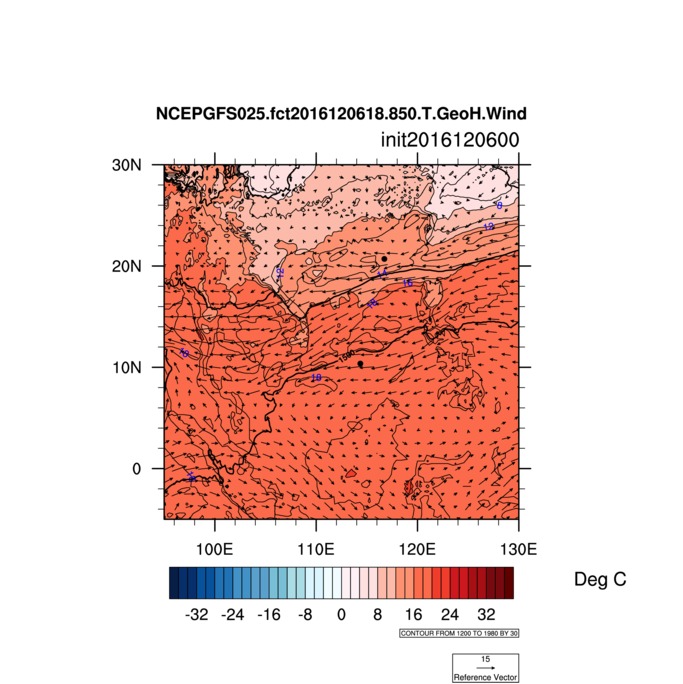 NCEPGFS025.fct2016120618.850.T.GeoH.Wind
init2016120600
30N
20N
10N
0
100E 110E 120E 130E
-32 -24 -16 -8 0 8 16 24 32
Deg C
CONTOUR FROM 1200 TO 1980 BY 30
15
Reference Vector